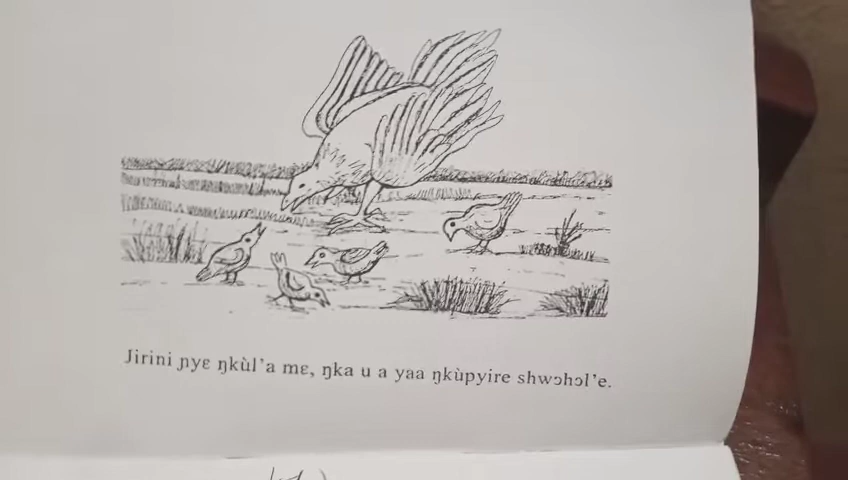 Jirini ɲyɛ ŋkùl’a mɛ, ŋka u a yaa ŋkùpyire shwɔhɔl’e.